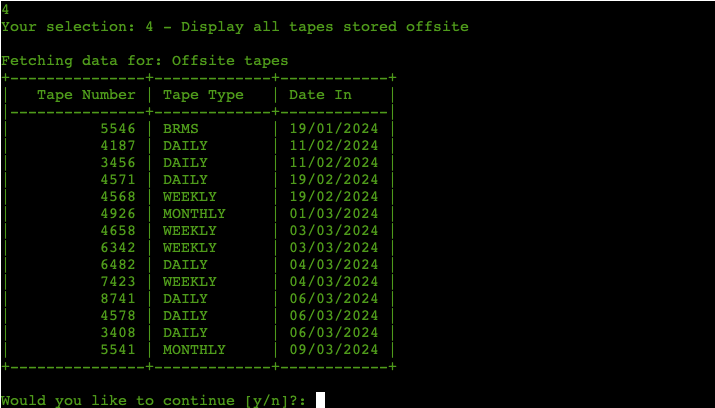 4
Your selection: 4 - Display all tapes stored offsite
Fetching data for: Offsite tapes
+---------------+-------------+------------+
|   Tape Number | Tape Type   | Date In    |
|---------------+-------------+------------|
|          5546 | BRMS        | 19/01/2024 |
|          4187 | DAILY       | 11/02/2024 |
|          3456 | DAILY       | 11/02/2024 |
|          4571 | DAILY       | 19/02/2024 |
|          4568 | WEEKLY      | 19/02/2024 |
|          4926 | MONTHLY     | 01/03/2024 |
|          4658 | WEEKLY      | 03/03/2024 |
|          6342 | WEEKLY      | 03/03/2024 |
|          6482 | DAILY       | 04/03/2024 |
|          7423 | WEEKLY      | 04/03/2024 |
|          8741 | DAILY       | 06/03/2024 |
|          4578 | DAILY       | 06/03/2024 |
|          3408 | DAILY       | 06/03/2024 |
|          5541 | MONTHLY     | 09/03/2024 |
+---------------+-------------+------------+
Would you like to continue [y/n]?: